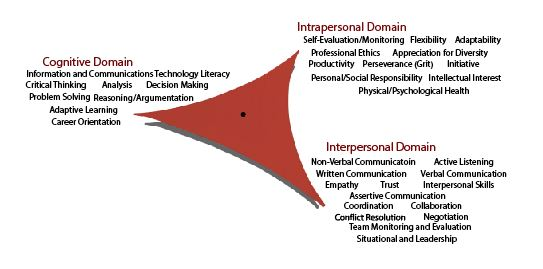 Intrapersonal Domain
Self-Evaluation/Monitoring Flexibility Adaptability
Professional Ethics Appreciation for Diversity
Productivity Perseverance (Grit) Initiative
Personal/Social Responsibility Intellectual Interest
Physical/Psychological Health
Cognitive Domain
Information and Communications Technology Literacy
Critical Thinking Analysis Decision Making
Problem Solving Reasoning/Argumentation
Adaptive Learning
Career Orientation
Interpersonal Domain
Non-Verbal Communicatoin Active Listening
Written Communication Verbal Communication
Empathy Trust Interpersonal Skills
Assertive Communication
Coordination Collaboration
Conflict Resolution Negotiation
Team Monitoring and Evaluation
Situational and Leadership